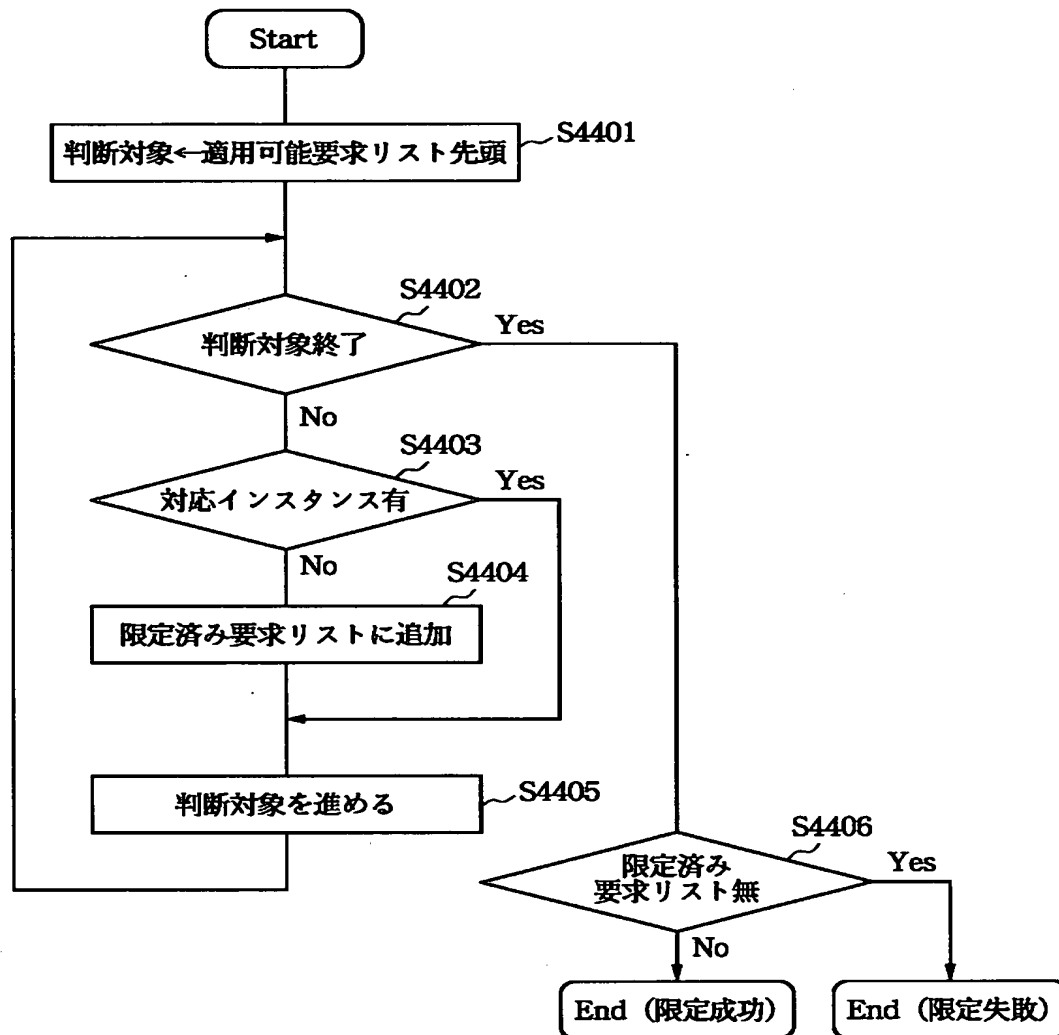 Start
S4401
判断対象←適用可能要求リスト先頭
S4402
判断対象終了
Yes
No
S4403
対応インスタンス有
Yes
No
S4404
限定済み要求リストに追加
判断対象を進める
S4405
S4406
限定済み
要求リスト無
Yes
No
End (限定成功)
End (限定失敗)